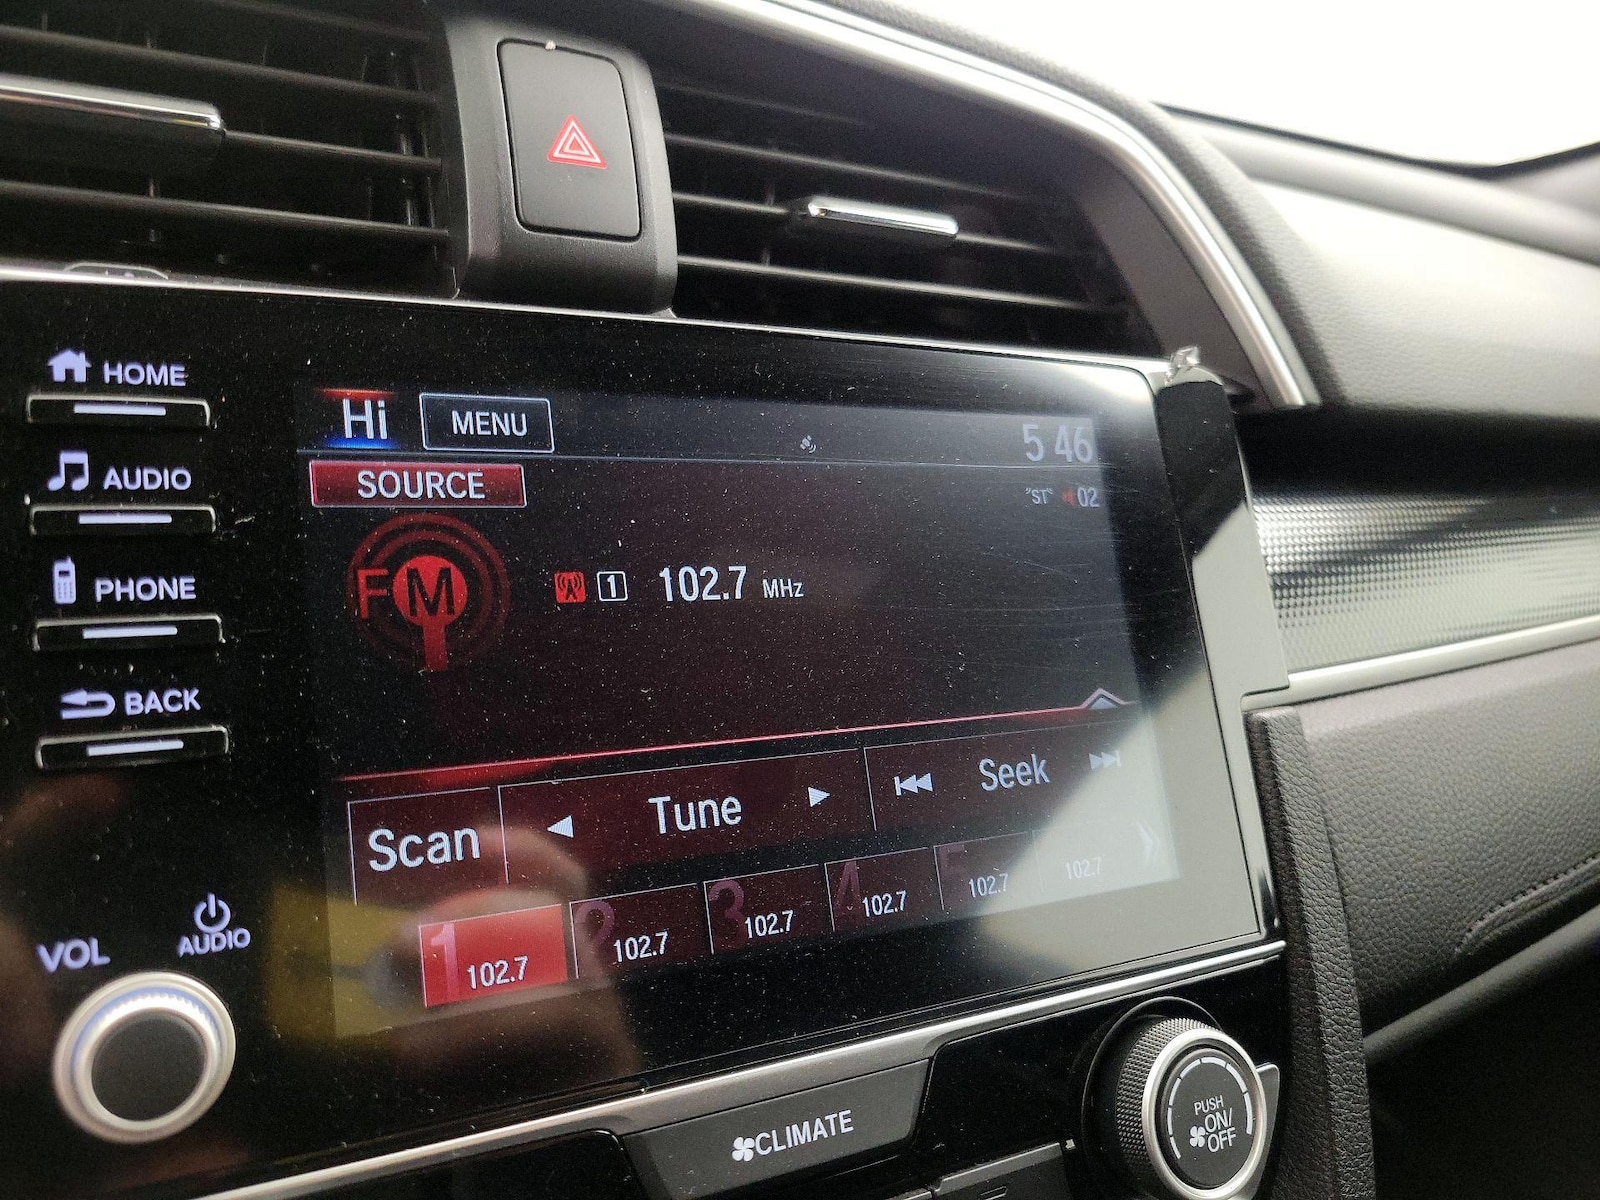 HOME
AUDIO
PHONE
BACK
VOL
AUDIO
Hi MENU 5 46
SOURCE "ST" 02
FM 1 102.7 MHz
Scan Tune Seek
1 102.7 2 102.7 3 102.7 4 102.7 5 102.7 102.7
CLIMATE
PUSH
ON/
OFF